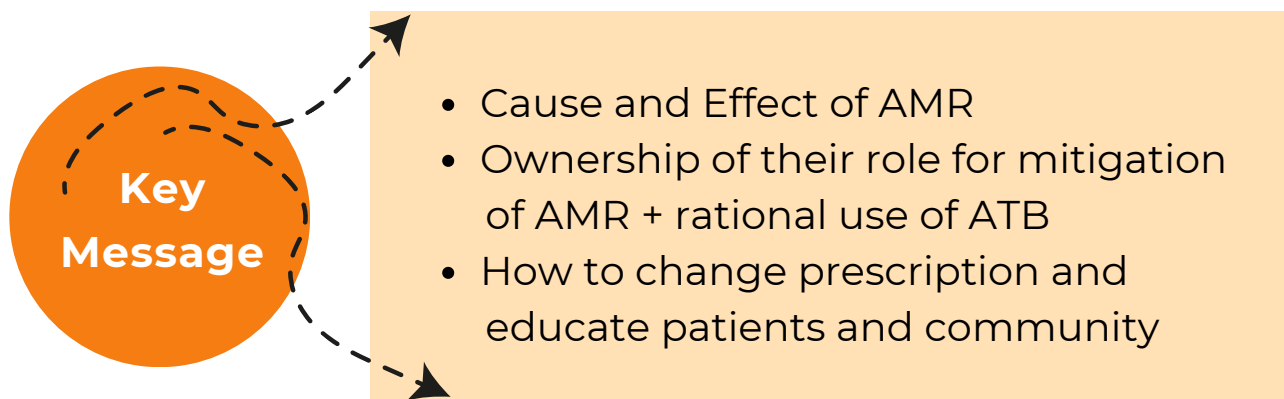 Key
Message
• Cause and Effect of AMR
• Ownership of their role for mitigation
of AMR + rational use of ATB
• How to change prescription and
educate patients and community